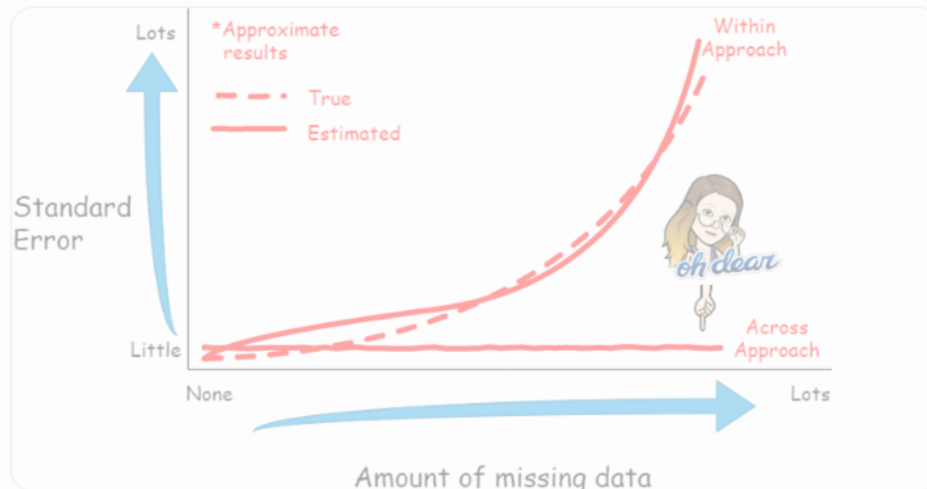 Lots
*Approximate
results
True
Estimated
Within
Approach
Standard
Error
oh dear
Across
Approach
Little
None
Lots
Amount of missing data